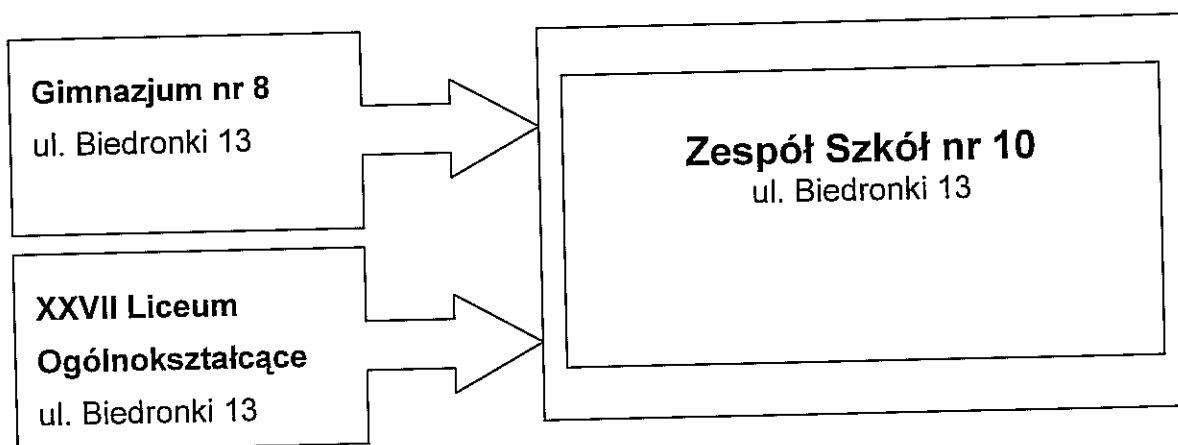 Gimnazjum nr 8
ul. Biedronki 13
XXVII Liceum
Ogólnokształcące
ul. Biedronki 13
Zespół Szkół nr 10
ul. Biedronki 13